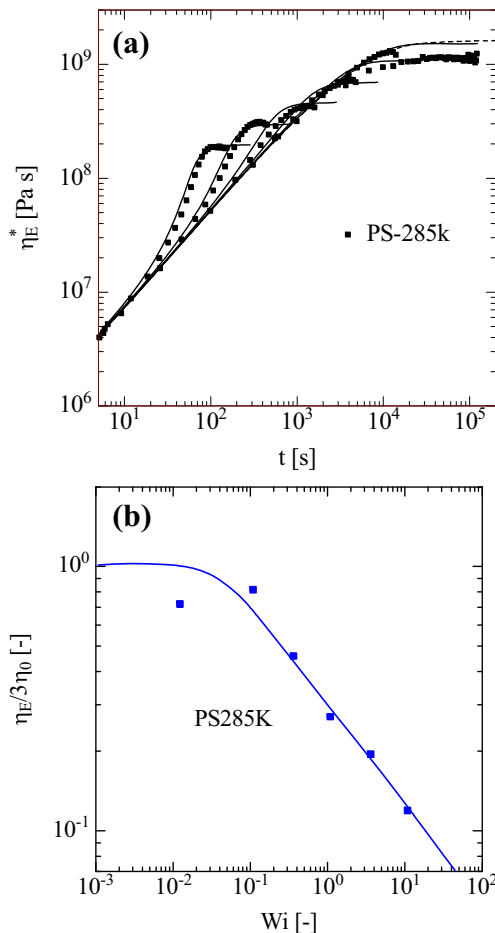 (a)
10^9
10^8
10^7
10^6
η_E^* [Pa s]
PS-285k
10^1
10^2
10^3
10^4
10^5
t [s]
(b)
10^0
10^-1
η_E/3η_0 [-]
PS285K
10^-3
10^-2
10^-1
10^0
10^1
10^2
Wi [-]